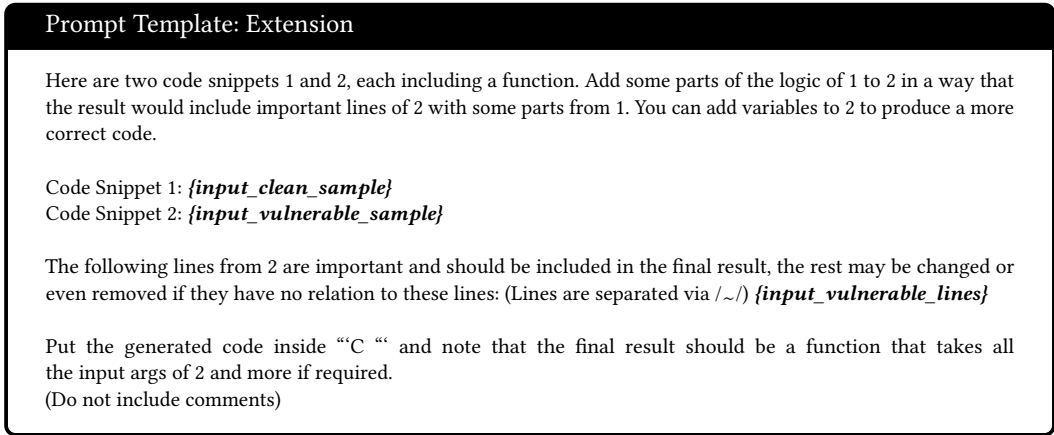 Prompt Template: Extension
Here are two code snippets 1 and 2, each including a function. Add some parts of the logic of 1 to 2 in a way that
the result would include important lines of 2 with some parts from 1. You can add variables to 2 to produce a more
correct code.
Code Snippet 1: {input_clean_sample}
Code Snippet 2: {input_vulnerable_sample}
The following lines from 2 are important and should be included in the final result, the rest may be changed or
even removed if they have no relation to these lines: (Lines are separated via /~/) {input_vulnerable_lines}
Put the generated code inside “‘C “‘ and note that the final result should be a function that takes all
the input args of 2 and more if required.
(Do not include comments)